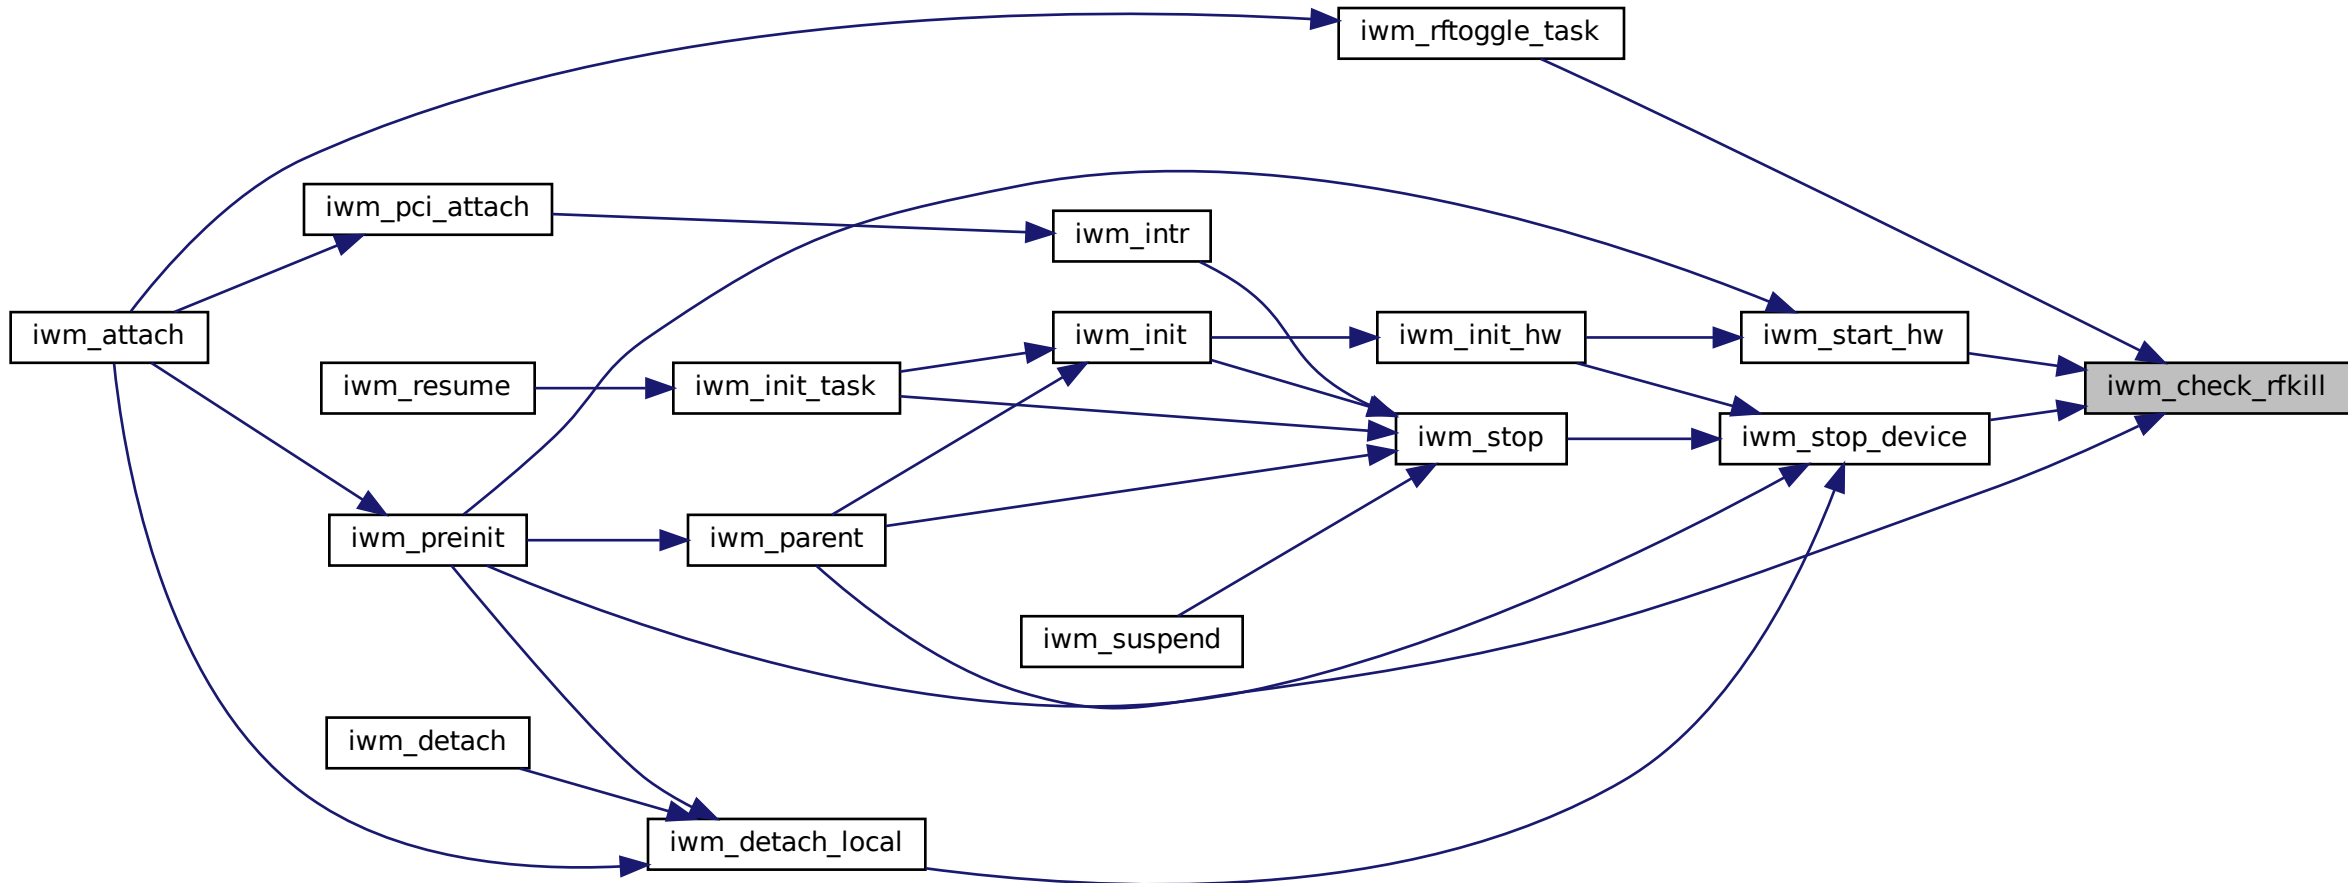 iwm_rftoggle_task
iwm_pci_attach
iwm_intr
iwm_attach
iwm_init
iwm_init_hw
iwm_start_hw
iwm_resume
iwm_init_task
iwm_check_rfkill
iwm_stop
iwm_stop_device
iwm_preinit
iwm_parent
iwm_suspend
iwm_detach
iwm_detach_local